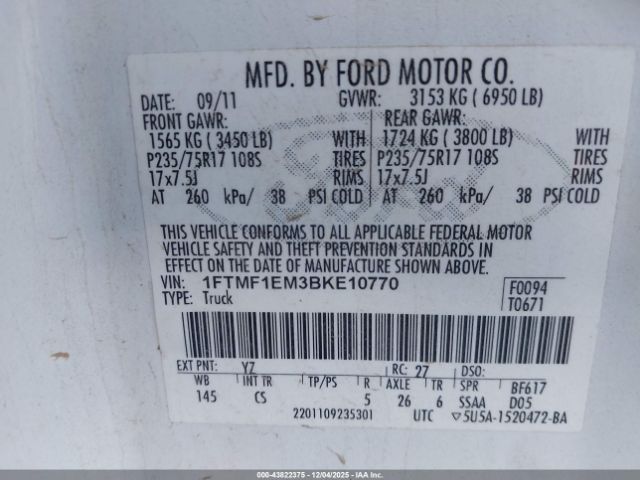 MFD. BY FORD MOTOR CO.
DATE: 09/11 GVWR: 3153 KG ( 6950 LB)
FRONT GAWR: REAR GAWR:
1565 KG ( 3450 LB) WITH 1724 KG ( 3800 LB) WITH
P235/75R17 108S TIRES P235/75R17 108S TIRES
17x7.5J RIMS 17x7.5J RIMS
AT 260 kPa/ 38 PSI COLD AT 260 kPa/ 38 PSI COLD
THIS VEHICLE CONFORMS TO ALL APPLICABLE FEDERAL MOTOR
VEHICLE SAFETY AND THEFT PREVENTION STANDARDS IN
EFFECT ON THE DATE OF MANUFACTURE SHOWN ABOVE.
VIN: 1FTMF1EM3BKE10770 F0094
TYPE: Truck T0671
EXT PNT: YZ RC: 27 DSO:
WB INT TR TP/PS R AXLE TR SPR BF617
145 CS 5 26 6 SSAA D05
2201109235301 UTC ▽5U5A-1520472-BA
000-43822375 - 12/04/2025 - IAAI.COM